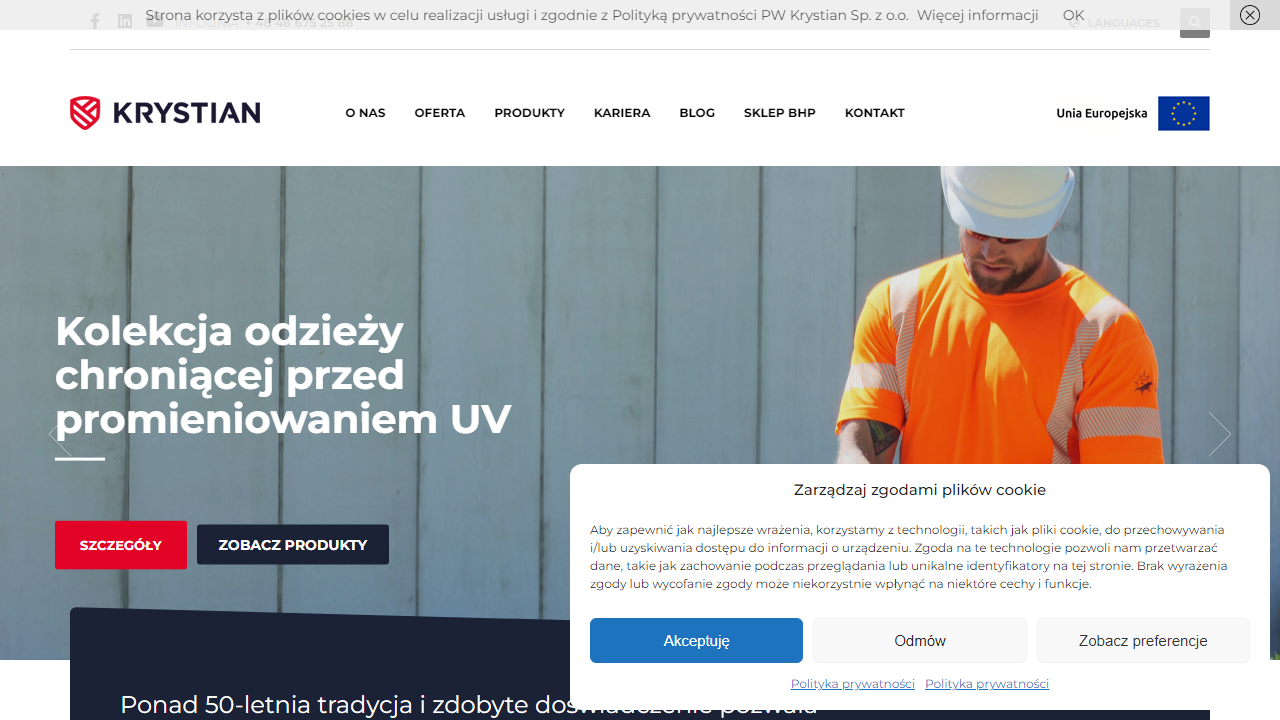 Strona korzysta z plików cookies w celu realizacji usługi i zgodnie z Polityką prywatności PW Krystian Sp. z o.o. Więcej informacji OK
LANGUAGES
KRYSTIAN
O NAS OFERTA PRODUKTY KARIERA BLOG SKLEP BHP KONTAKT
Unia Europejska
Kolekcja odzieży
chroniącej przed
promieniowaniem UV
SZCZEGÓŁY ZOBACZ PRODUKTY
Zarządzaj zgodami plików cookie
Aby zapewnić jak najlepsze wrażenia, korzystamy z technologii, takich jak pliki cookie, do przechowywania
i/lub uzyskiwania dostępu do informacji o urządzeniu. Zgoda na te technologie pozwoli nam przetwarzać
dane, takie jak zachowanie podczas przeglądania lub unikalne identyfikatory na tej stronie. Brak wyrażenia
zgody lub wycofanie zgody może niekorzystnie wpłynąć na niektóre cechy i funkcje.
Akceptuję Odmów Zobacz preferencje
Polityka prywatności Polityka prywatności
Ponad 50-letnia tradycja i zdobyte doświadczenie pozwala